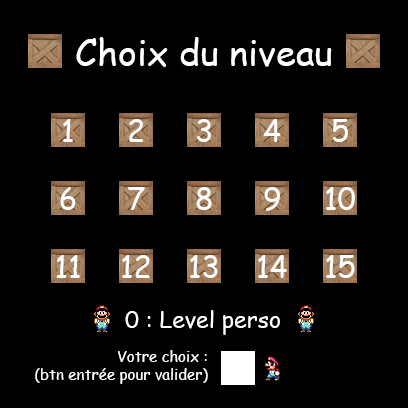 Choix du niveau
1 2 3 4 5
6 7 8 9 10
11 12 13 14 15
0 : Level perso
Votre choix :
(btn entrée pour valider)